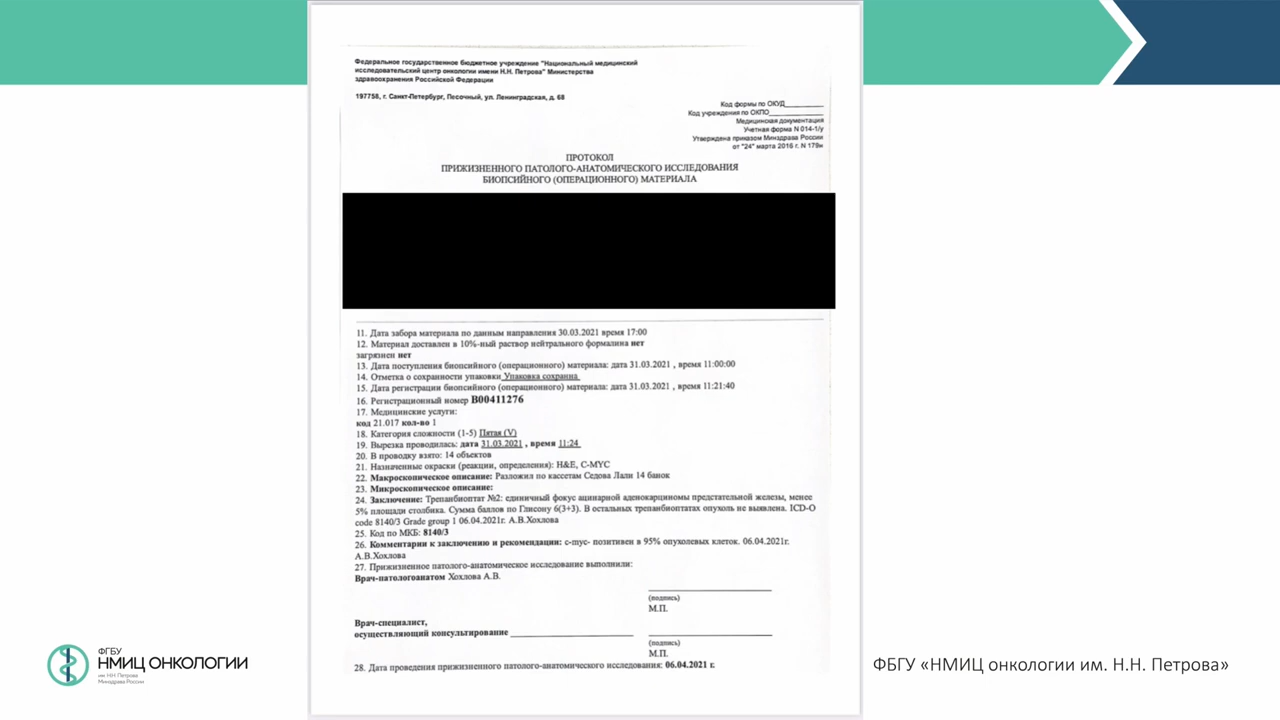 Федеральное государственное бюджетное учреждение "Национальный медицинский
исследовательский центр онкологии имени Н.Н. Петрова" Министерства
здравоохранения Российской Федерации
197758, г. Санкт-Петербург, Песочный, ул. Ленинградская, д. 68
Код формы по ОКУД__________
Код учреждения по ОКПО______________
Медицинская документация
Учетная форма N 014-1/у
Утверждена приказом Минздрава России
от "24" марта 2016 г. N 179н
ПРОТОКОЛ
ПРИЖИЗНЕННОГО ПАТОЛОГО-АНАТОМИЧЕСКОГО ИССЛЕДОВАНИЯ
БИОПСИЙНОГО (ОПЕРАЦИОННОГО) МАТЕРИАЛА
11. Дата забора материала по данным направления 30.03.2021 время 17:00
12. Материал доставлен в 10%-ный раствор нейтрального формалина нет
загрязнен нет
13. Дата поступления биопсийного (операционного) материала: дата 31.03.2021 , время 11:00:00
14. Отметка о сохранности упаковки Упаковка сохранна
15. Дата регистрации биопсийного (операционного) материала: дата 31.03.2021 , время 11:21:40
16. Регистрационный номер B00411276
17. Медицинские услуги:
код 21.017 кол-во 1
18. Категория сложности (1-5) Пятая (V)
19. Вырезка проводилась: дата 31.03.2021 , время 11:24
20. В проводку взято: 14 объектов
21. Назначенные окраски (реакции, определения): H&E, C-MYC
22. Макроскопическое описание: Разложил по кассетам Седова Лали 14 банок
23. Микроскопическое описание:
24. Заключение: Трепанбиоптат №2: единичный фокус ацинарной аденокарциномы предстательной железы, менее
5% площади столбика. Сумма баллов по Глисону 6(3+3). В остальных трепанбиоптатах опухоль не выявлена. ICD-O
code 8140/3 Grade group 1 06.04.2021г. А.В.Хохлова
25. Код по МКБ: 8140/3
26. Комментарии к заключению и рекомендации: c-myc- позитивен в 95% опухолевых клеток. 06.04.2021г.
А.В.Хохлова
27. Прижизненное патолого-анатомическое исследование выполнили:
Врач-патологоанатом Хохлова А.В.
(подпись)
М.П.
Врач-специалист,
осуществляющий консультирование
(подпись)
М.П.
28. Дата проведения прижизненного патолого-анатомического исследования: 06.04.2021 г.
ФГБУ
НМИЦ ОНКОЛОГИИ
им. Н.Н Петрова
Минздрава России
ФБГУ «НМИЦ онкологии им. Н.Н. Петрова»